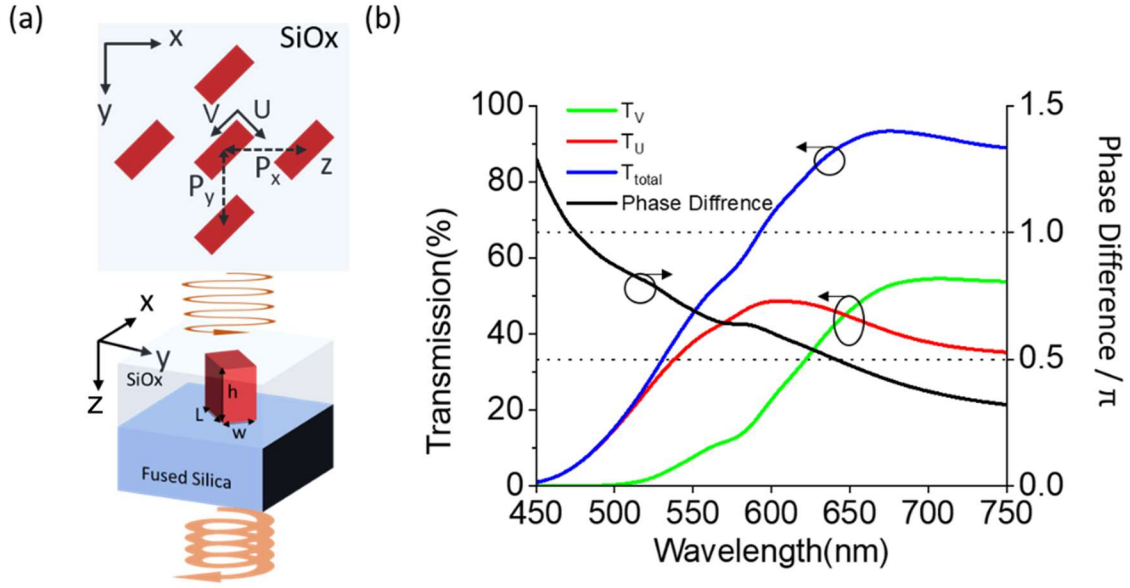 (a)
SiOx
x
y
V U
Px
z
Py
x
y
SiOx
z
h
L
w
Fused Silica
(b)
100
80
60
40
20
0
Transmission(%)
TV
TU
Ttotal
Phase Diffrence
1.5
1.0
0.5
0.0
Phase Difference / π
450 500 550 600 650 700 750
Wavelength(nm)